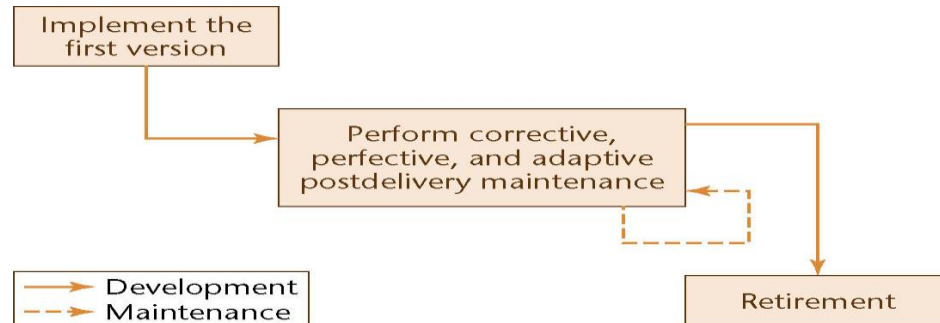 Implement the
first version
Perform corrective,
perfective, and adaptive
postdelivery maintenance
Development
Maintenance
Retirement